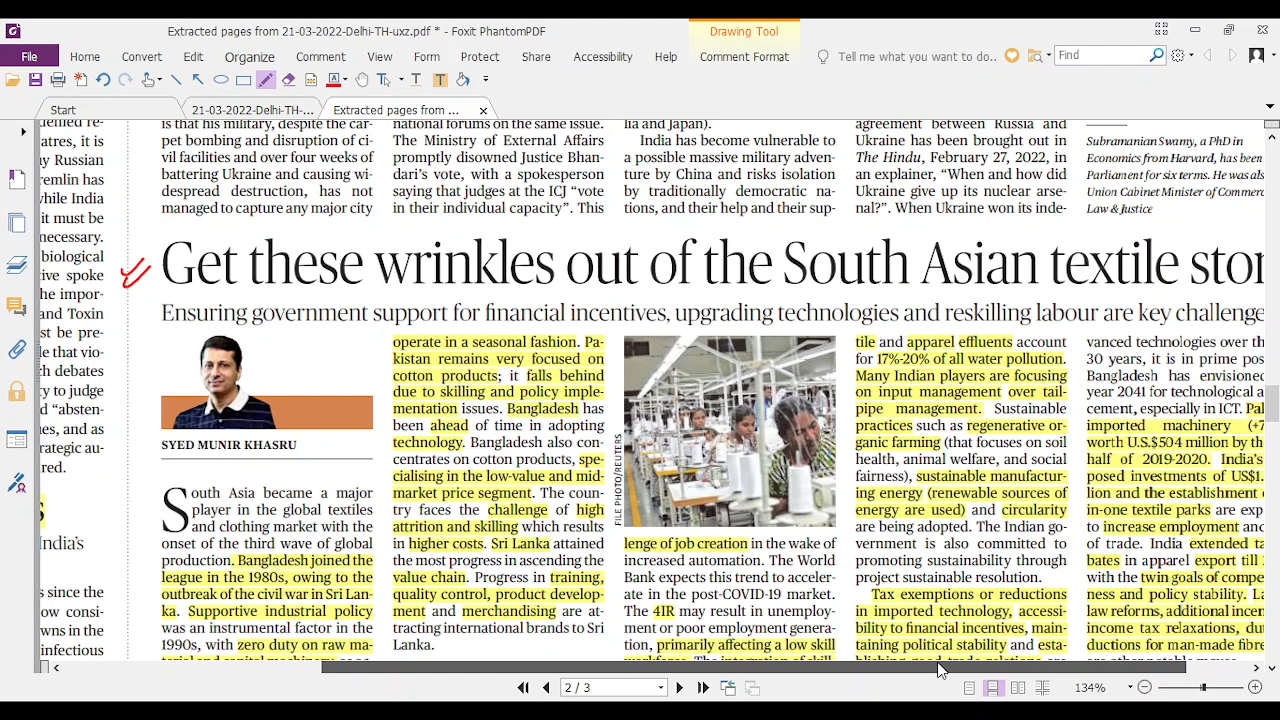 Extracted pages from 21-03-2022-Delhi-TH-uxz.pdf * - Foxit PhantomPDF
Drawing Tool
File
Home
Convert
Edit
Organize
Comment
View
Form
Protect
Share
Accessibility
Help
Comment Format
Tell me what you want to do..
Find
Start
21-03-2022-Delhi-TH-...
Extracted pages from ...
atres, it is
y Russian
remlin has
while India
it must be
necessary.
biological
tive spoke
he impor-
and Toxin
st be pre-
le that vio-
h debates
y to judge
d “absten-
es, and as
rategic au-
red.
ndia’s
s since the
ow consi-
wns in the
infectious
is that his military, despite the car-
pet bombing and disruption of ci-
vil facilities and over four weeks of
battering Ukraine and causing wi-
despread destruction, has not
managed to capture any major city
national forums on the same issue.
The Ministry of External Affairs
promptly disowned Justice Bhan-
dari’s vote, with a spokesperson
saying that judges at the ICJ “vote
in their individual capacity”. This
lia and Japan).
India has become vulnerable to
a possible massive military adven-
ture by China and risks isolation
by traditionally democratic na-
tions, and their help and their sup-
agreement between Russia and
Ukraine has been brought out in
The Hindu, February 27, 2022, in
an explainer, “When and how did
Ukraine give up its nuclear arse-
nal?”. When Ukraine won its inde-
Subramanian Swamy, a PhD in
Economics from Harvard, has been
Parliament for six terms. He was als
Union Cabinet Minister of Commerc
Law & Justice
Get these wrinkles out of the South Asian textile stor
Ensuring government support for financial incentives, upgrading technologies and reskilling labour are key challenge
SYED MUNIR KHASRU
South Asia became a major
player in the global textiles
and clothing market with the
onset of the third wave of global
production. Bangladesh joined the
league in the 1980s, owing to the
outbreak of the civil war in Sri Lan-
ka. Supportive industrial policy
was an instrumental factor in the
1990s, with zero duty on raw ma-
terial and capital machinery
operate in a seasonal fashion. Pa-
kistan remains very focused on
cotton products; it falls behind
due to skilling and policy imple-
mentation issues. Bangladesh has
been ahead of time in adopting
technology. Bangladesh also con-
centrates on cotton products, spe-
cialising in the low-value and mid-
market price segment. The coun-
try faces the challenge of high
attrition and skilling which results
in higher costs. Sri Lanka attained
the most progress in ascending the
value chain. Progress in training,
quality control, product develop-
ment and merchandising are at-
tracting international brands to Sri
Lanka.
FILE PHOTO/REUTERS
lenge of job creation in the wake of
increased automation. The World
Bank expects this trend to acceler-
ate in the post-COVID-19 market.
The 4IR may result in unemploy-
ment or poor employment genera-
tion, primarily affecting a low skill
workforce. The integration of skill
tile and apparel effluents account
for 17%-20% of all water pollution.
Many Indian players are focusing
on input management over tail-
pipe management. Sustainable
practices such as regenerative or-
ganic farming (that focuses on soil
health, animal welfare, and social
fairness), sustainable manufactur-
ing energy (renewable sources of
energy are used) and circularity
are being adopted. The Indian go-
vernment is also committed to
promoting sustainability through
project sustainable resolution.
Tax exemptions or reductions
in imported technology, accessi-
bility to financial incentives, main-
taining political stability and esta-
blishing good trade relations are
vanced technologies over th
30 years, it is in prime pos
Bangladesh has envisioned
year 2041 for technological a
cement, especially in ICT. Pal
imported machinery (+7
worth U.S.$504 million by th
half of 2019-2020. India’s
posed investments of US$1.
lion and the establishment
in-one textile parks are exp
to increase employment and
of trade. India extended ta
bates in apparel export till
with the twin goals of compe
ness and policy stability. La
law reforms, additional incen
income tax relaxations, du
ductions for man-made fibre
2 / 3
134%